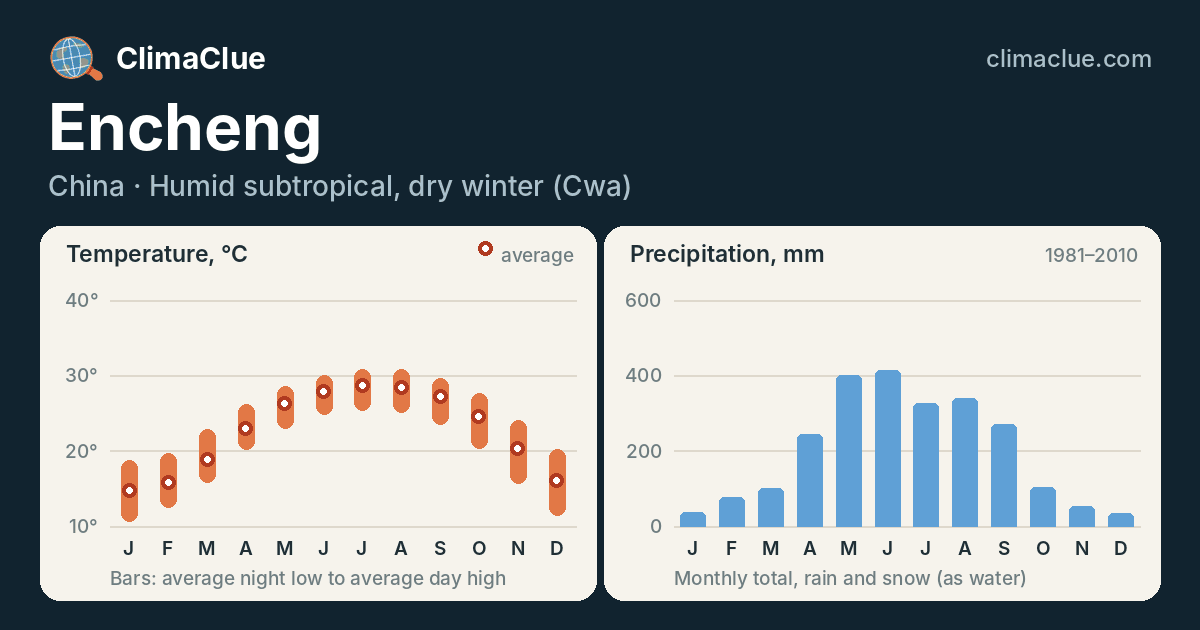 ClimaClue
climaclue.com
Encheng
China · Humid subtropical, dry winter (Cwa)
Temperature, °C
average
40°
30°
20°
10°
J F M A M J J A S O N D
Bars: average night low to average day high
Precipitation, mm
1981–2010
600
400
200
0
J F M A M J J A S O N D
Monthly total, rain and snow (as water)